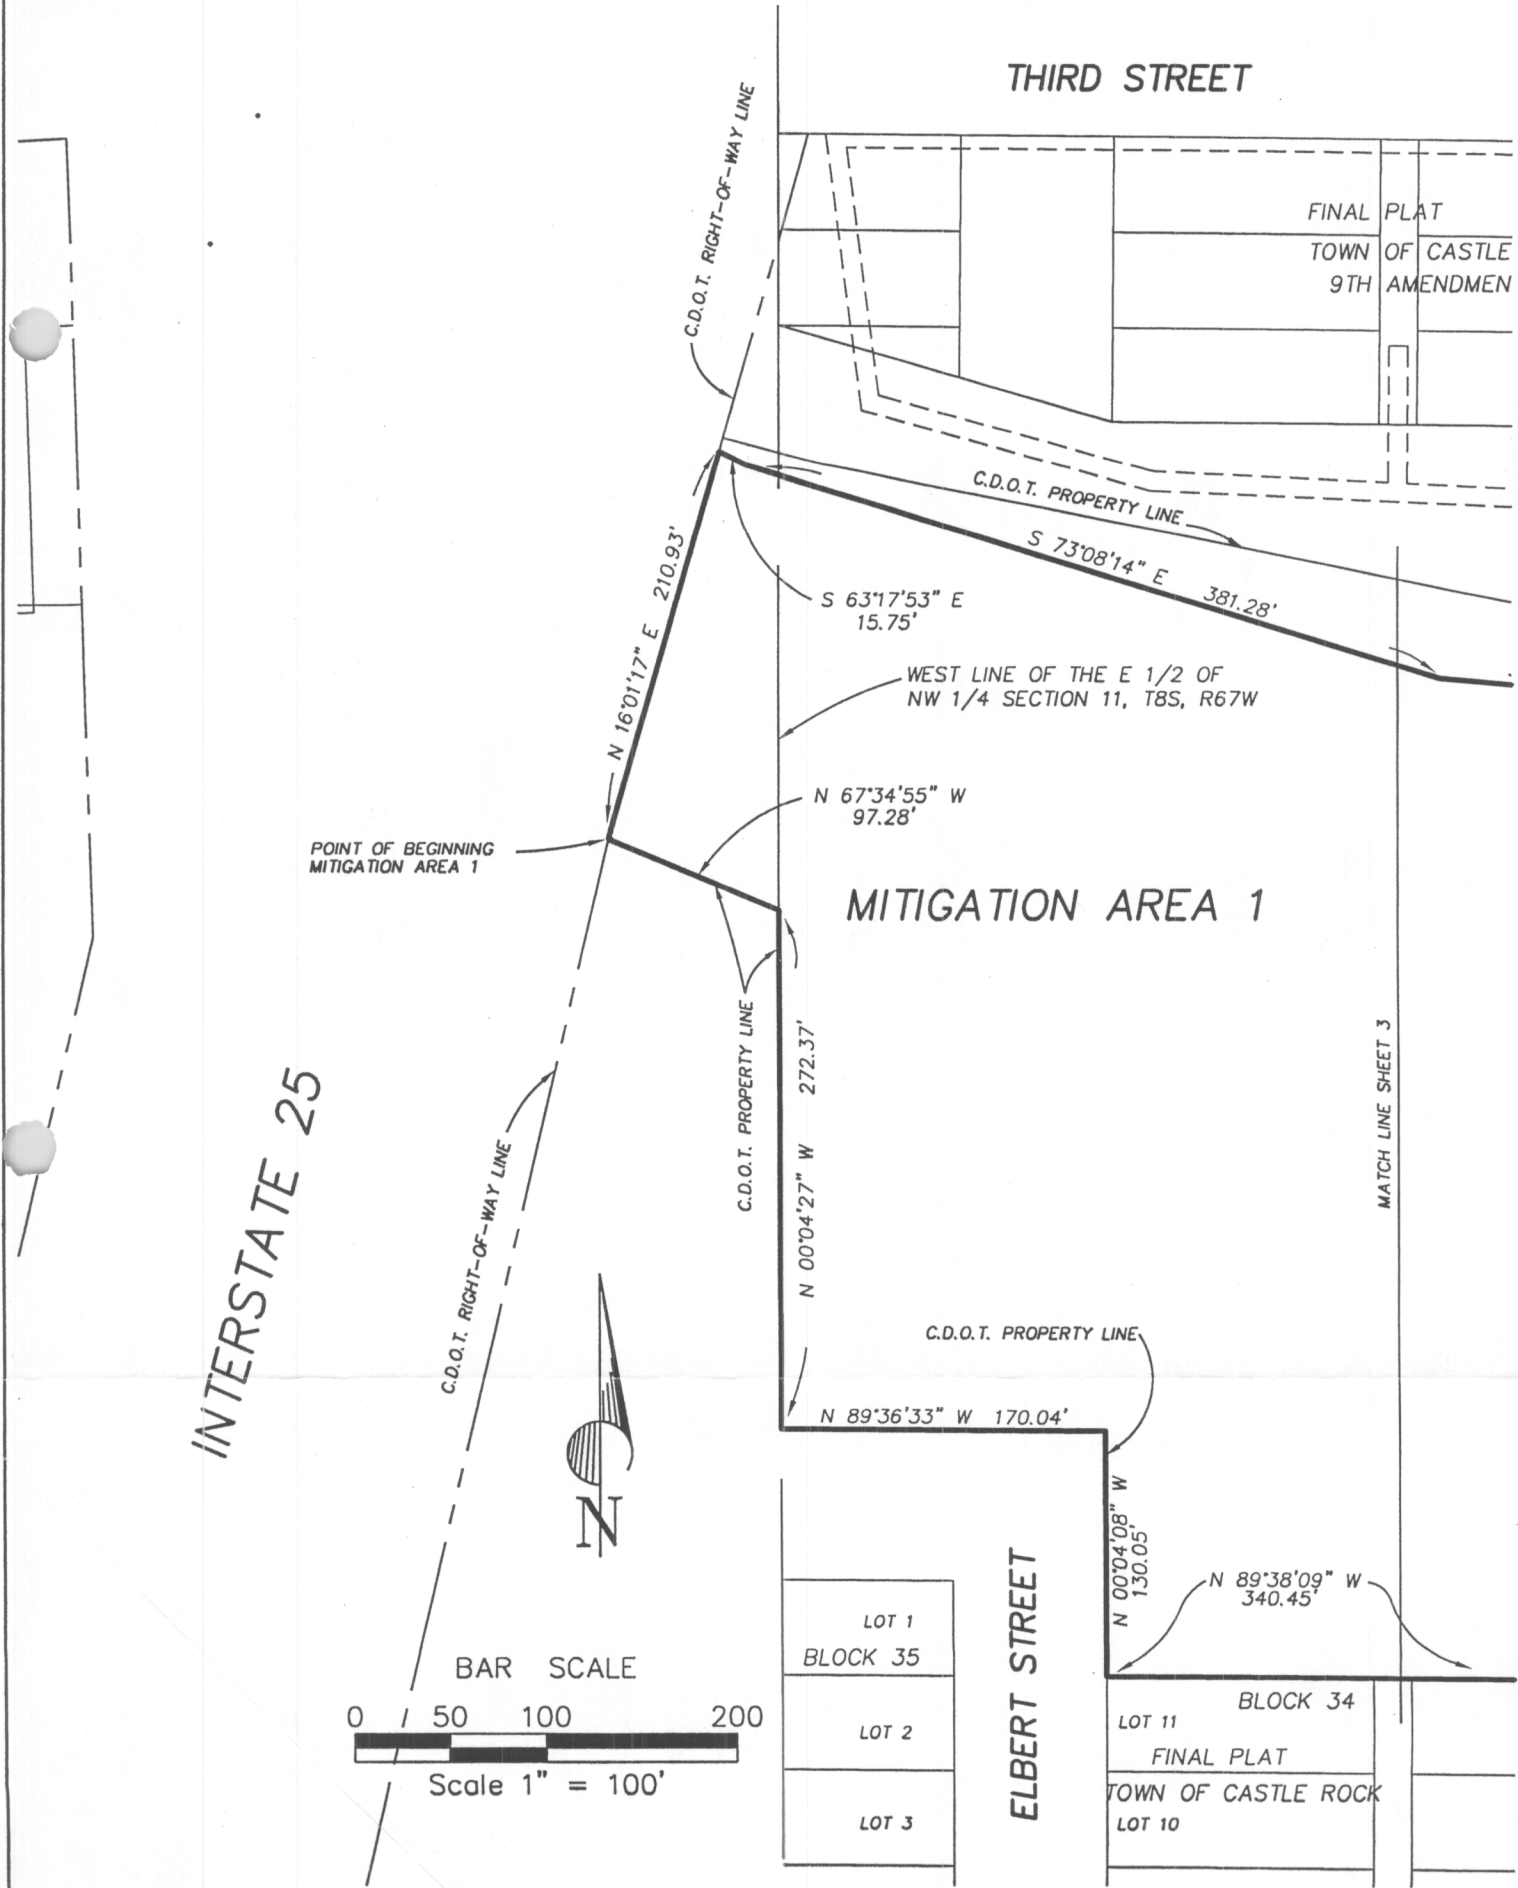 THIRD STREET
C.D.O.T. RIGHT-OF-WAY LINE
FINAL PLAT
TOWN OF CASTLE
9TH AMENDMEN
C.D.O.T. PROPERTY LINE
S 73°08'14" E 381.28'
N 16°01'17" E 210.93'
S 63°17'53" E
15.75'
WEST LINE OF THE E 1/2 OF
NW 1/4 SECTION 11, T8S, R67W
N 67°34'55" W
97.28'
POINT OF BEGINNING
MITIGATION AREA 1
MITIGATION AREA 1
C.D.O.T. PROPERTY LINE
N 00°04'27" W 272.37'
MATCH LINE SHEET 3
INTERSTATE 25
C.D.O.T. RIGHT-OF-WAY LINE
C.D.O.T. PROPERTY LINE
N 89°36'33" W 170.04'
N
N 00°04'08" W
130.05'
N 89°38'09" W
340.45'
ELBERT STREET
LOT 1
BLOCK 35
LOT 2
LOT 3
BLOCK 34
LOT 11
FINAL PLAT
TOWN OF CASTLE ROCK
LOT 10
BAR SCALE
0 50 100 200
Scale 1" = 100'